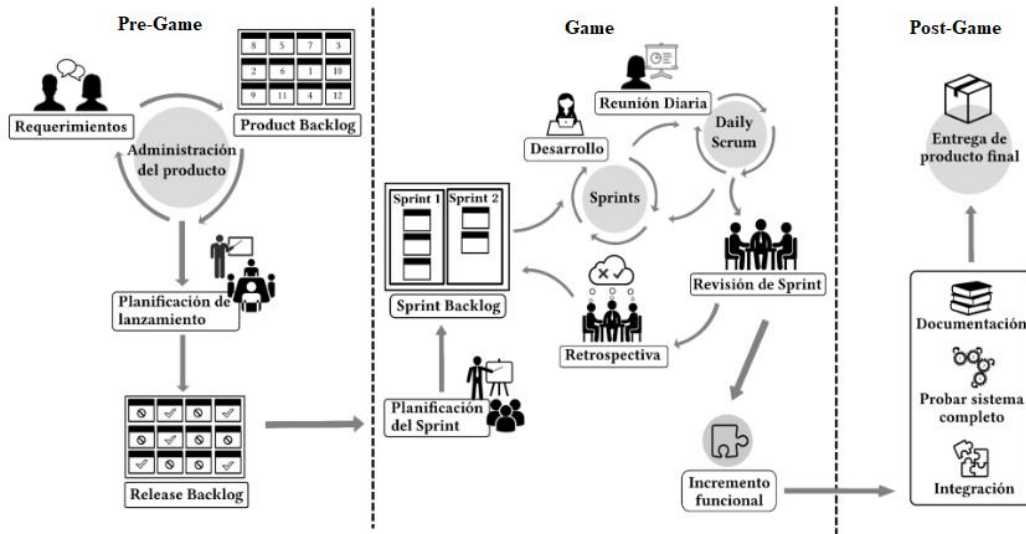 Pre-Game
Requerimientos
8 5 7 3
2 6 1 10
9 11 4 12
Product Backlog
Administración
del producto
Planificación de
lanzamiento
Release Backlog
Game
Reunión Diaria
Daily
Scrum
Desarrollo
Sprints
Sprint 1 Sprint 2
Sprint Backlog
Revisión de Sprint
Retrospectiva
Planificación
del Sprint
Incremento
funcional
Post-Game
Entrega de
producto final
Documentación
Probar sistema
completo
Integración